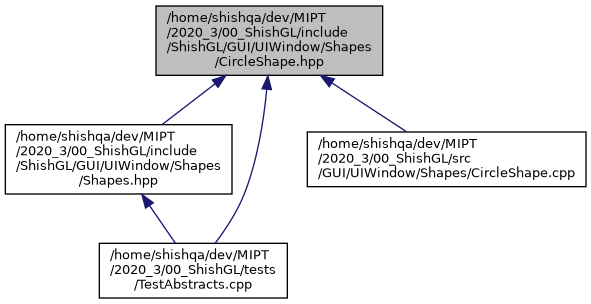 /home/shishqa/dev/MIPT
/2020_3/00_ShishGL/include
/ShishGL/GUI/UIWindow/Shapes
/CircleShape.hpp
/home/shishqa/dev/MIPT
/2020_3/00_ShishGL/include
/ShishGL/GUI/UIWindow/Shapes
/Shapes.hpp
/home/shishqa/dev/MIPT
/2020_3/00_ShishGL/src
/GUI/UIWindow/Shapes/CircleShape.cpp
/home/shishqa/dev/MIPT
/2020_3/00_ShishGL/tests
/TestAbstracts.cpp